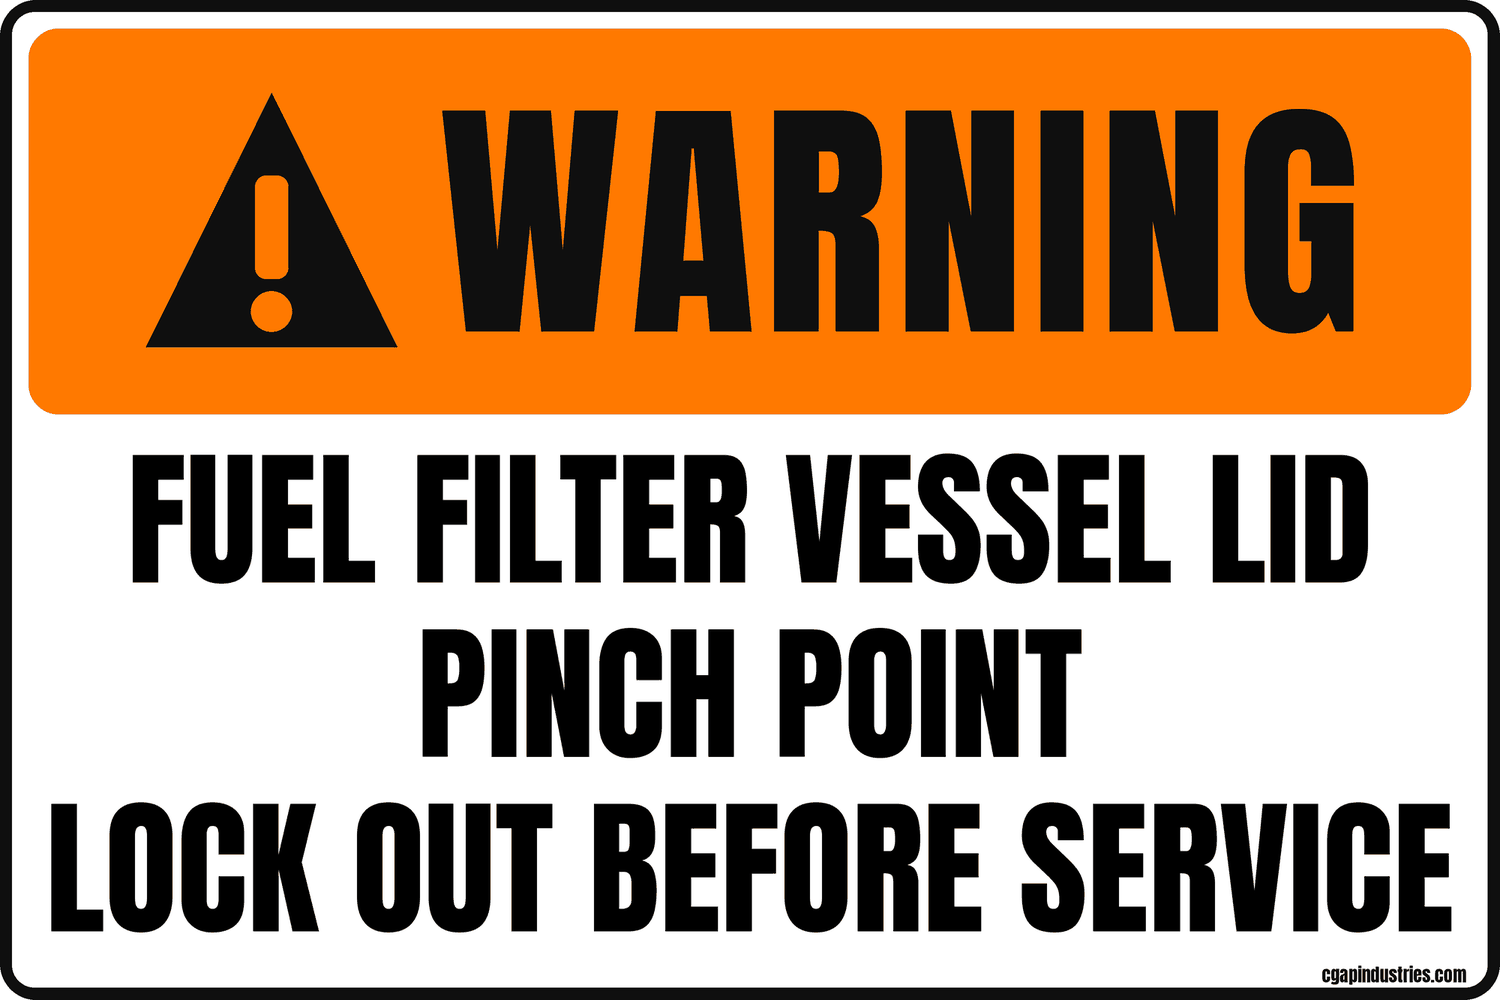 WARNING
FUEL FILTER VESSEL LID
PINCH POINT
LOCK OUT BEFORE SERVICE
cgapindustries.com